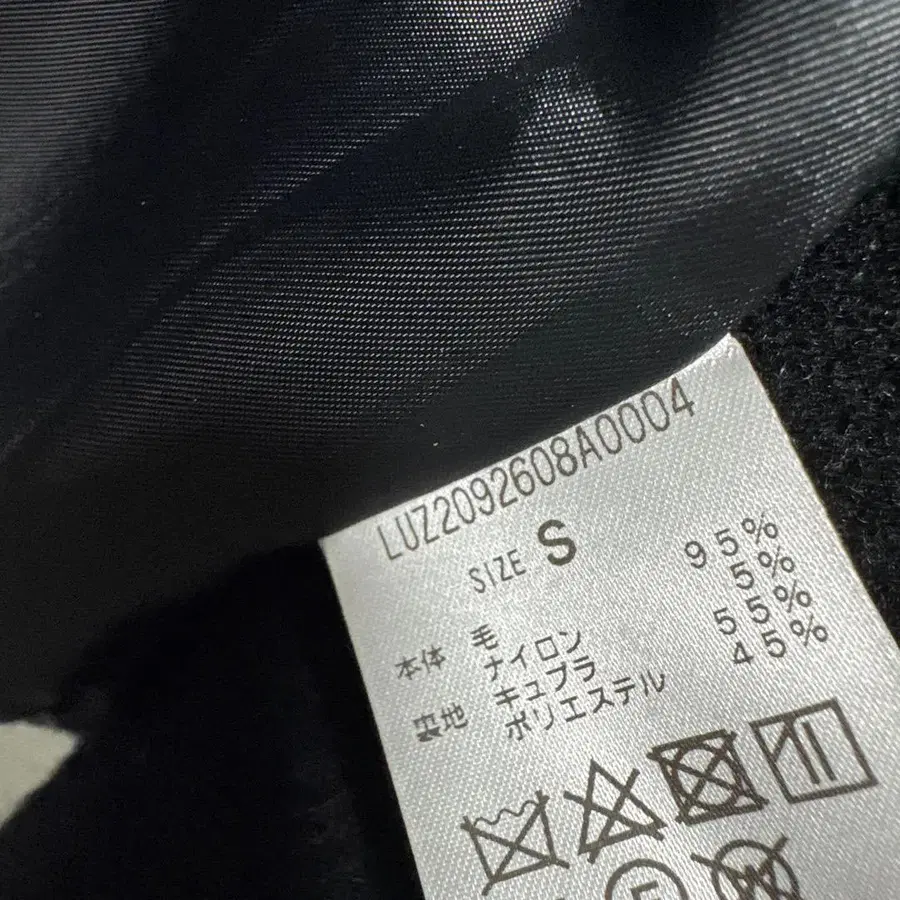 LUZ2092608A0004
SIZE S
本体 毛 95%
ナイロン 5%
裏地 キュプラ 55%
ポリエステル 45%
F
W